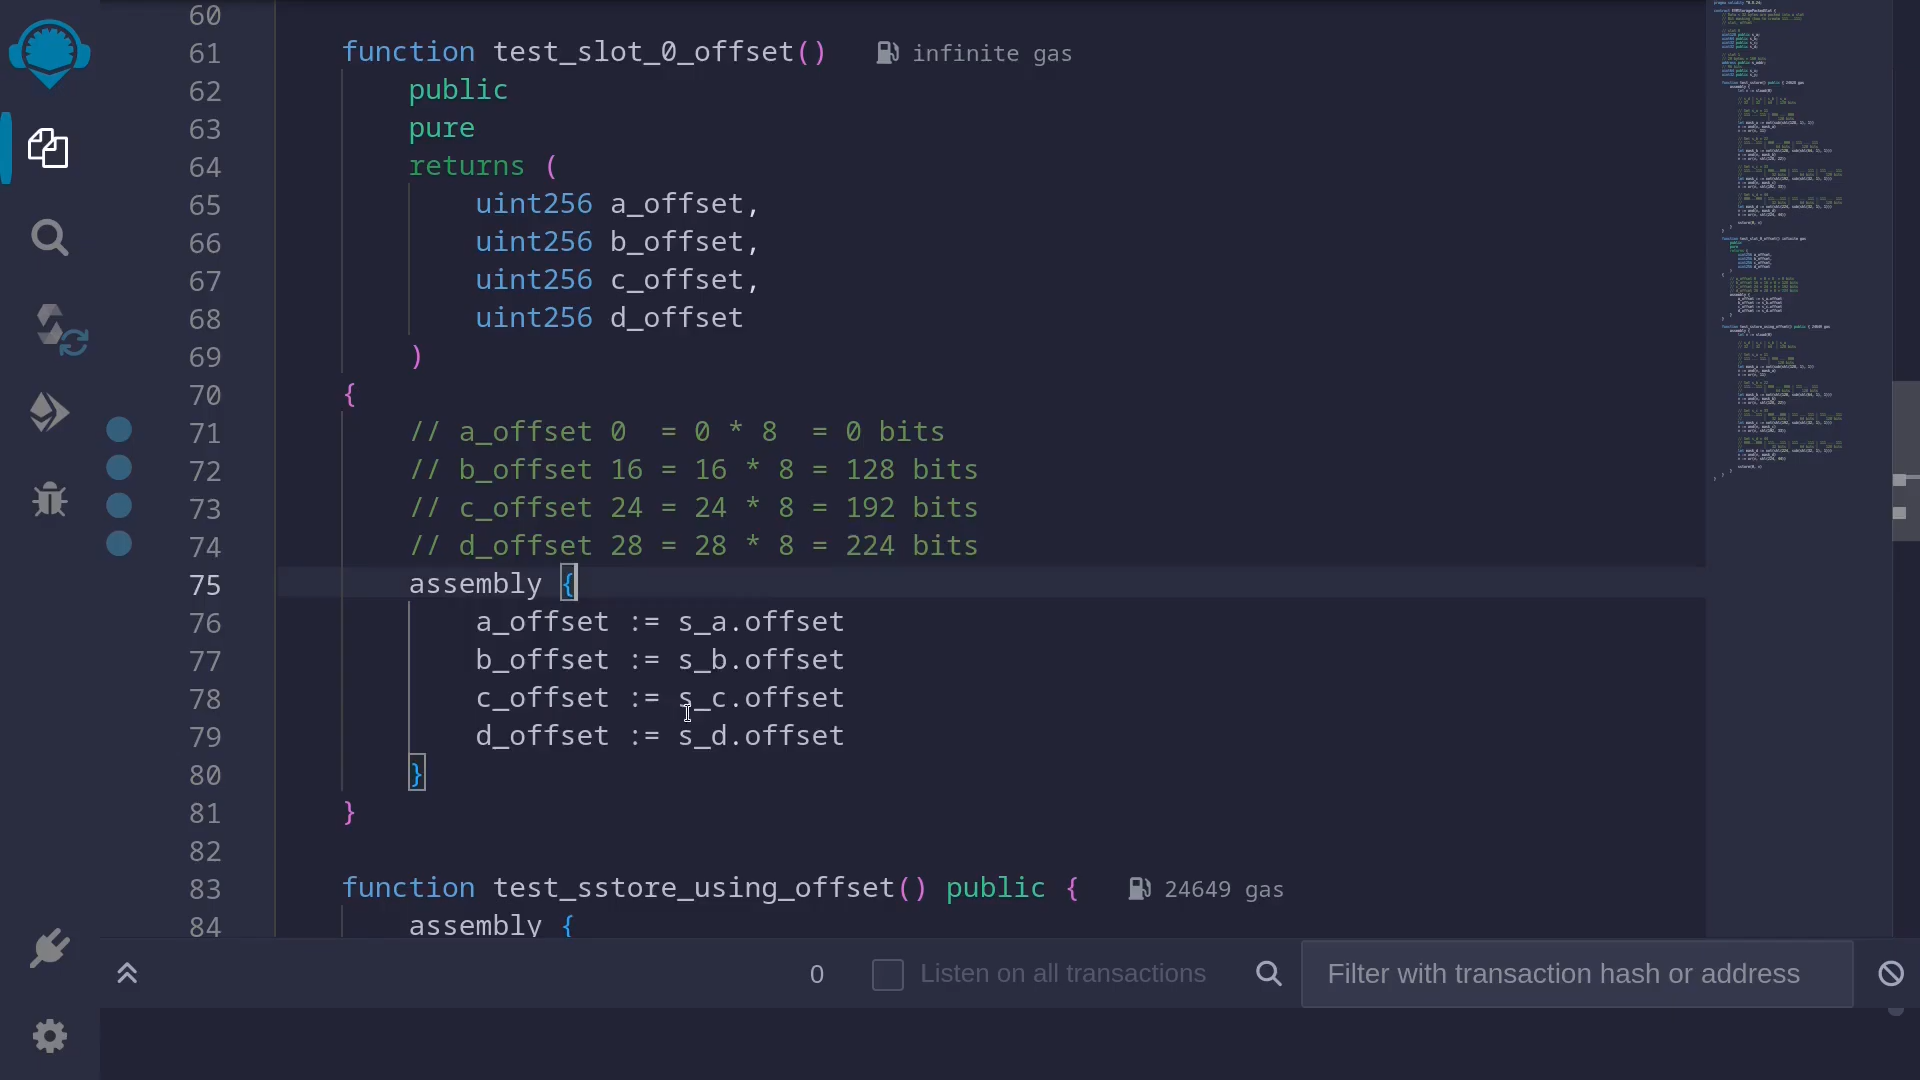 60
61 function test_slot_0_offset() infinite gas
62 public
63 pure
64 returns (
65 uint256 a_offset,
66 uint256 b_offset,
67 uint256 c_offset,
68 uint256 d_offset
69 )
70 {
71 // a_offset 0  = 0 * 8  = 0 bits
72 // b_offset 16 = 16 * 8 = 128 bits
73 // c_offset 24 = 24 * 8 = 192 bits
74 // d_offset 28 = 28 * 8 = 224 bits
75 assembly {
76 a_offset := s_a.offset
77 b_offset := s_b.offset
78 c_offset := s_c.offset
79 d_offset := s_d.offset
80 }
81 }
82
83 function test_sstore_using_offset() public { 24649 gas
84 assembly {
0 Listen on all transactions Filter with transaction hash or address